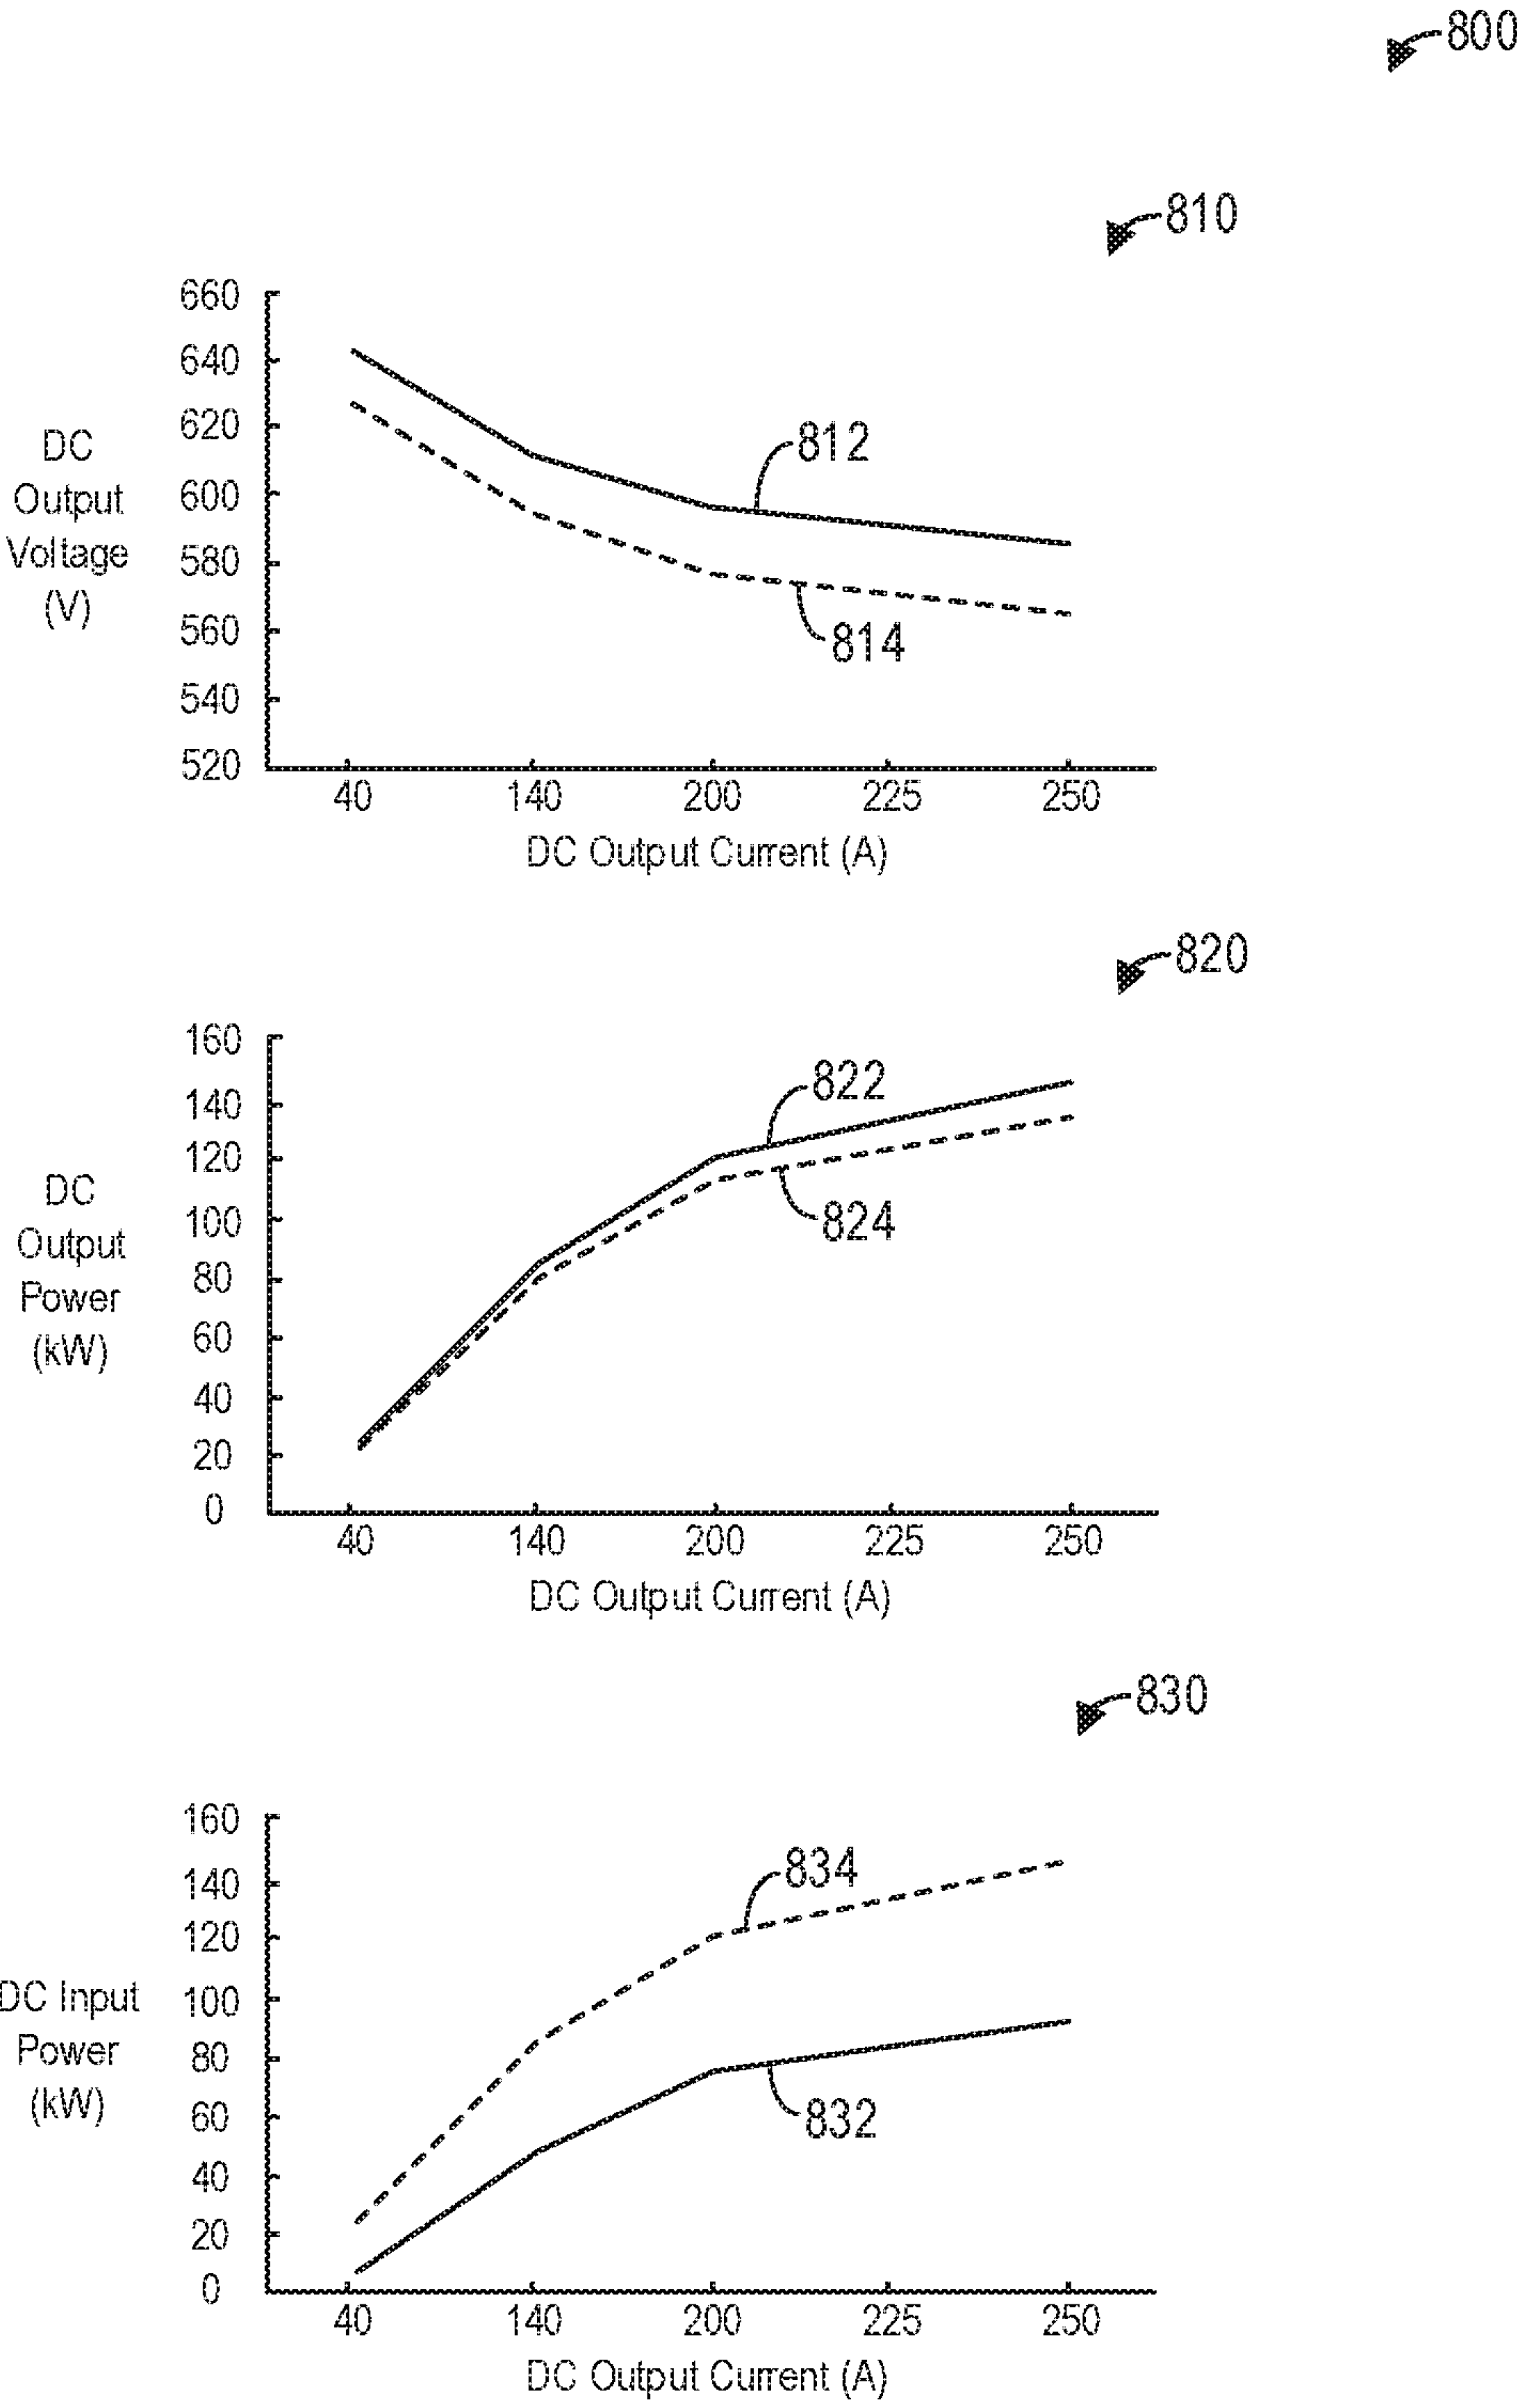 800
810
660
640
620
600
580
560
540
520
DC
Output
Voltage
(V)
812
814
40 140 200 225 250
DC Output Current (A)
820
160
140
120
100
80
60
40
20
0
DC
Output
Power
(kW)
822
824
40 140 200 225 250
DC Output Current (A)
830
160
140
120
100
80
60
40
20
0
DC Input
Power
(kW)
834
832
40 140 200 225 250
DC Output Current (A)